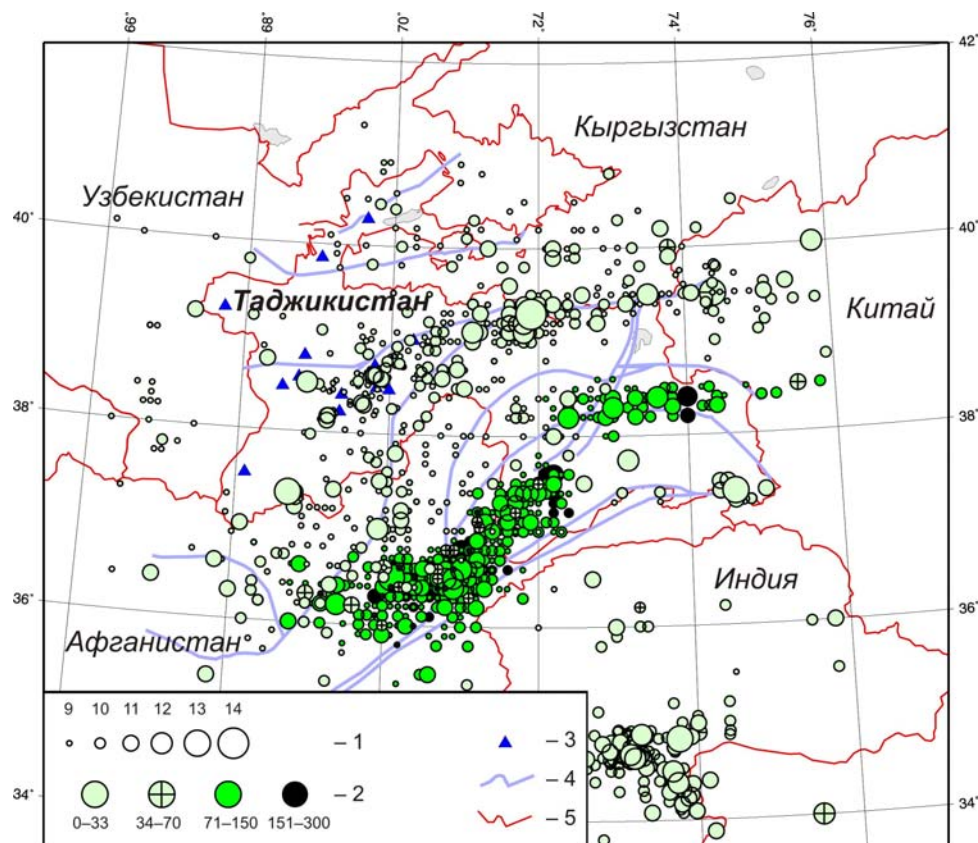 66˚ 68˚ 70˚ 72˚ 74˚ 76˚
42˚
Кыргызстан
Узбекистан
40˚ 40˚
Таджикистан
Китай
38˚ 38˚
Индия
36˚ 36˚
Афганистан
9 10 11 12 13 14
– 1
– 3
– 4
– 2
0–33 34–70 71–150 151–300
– 5
34˚ 34˚